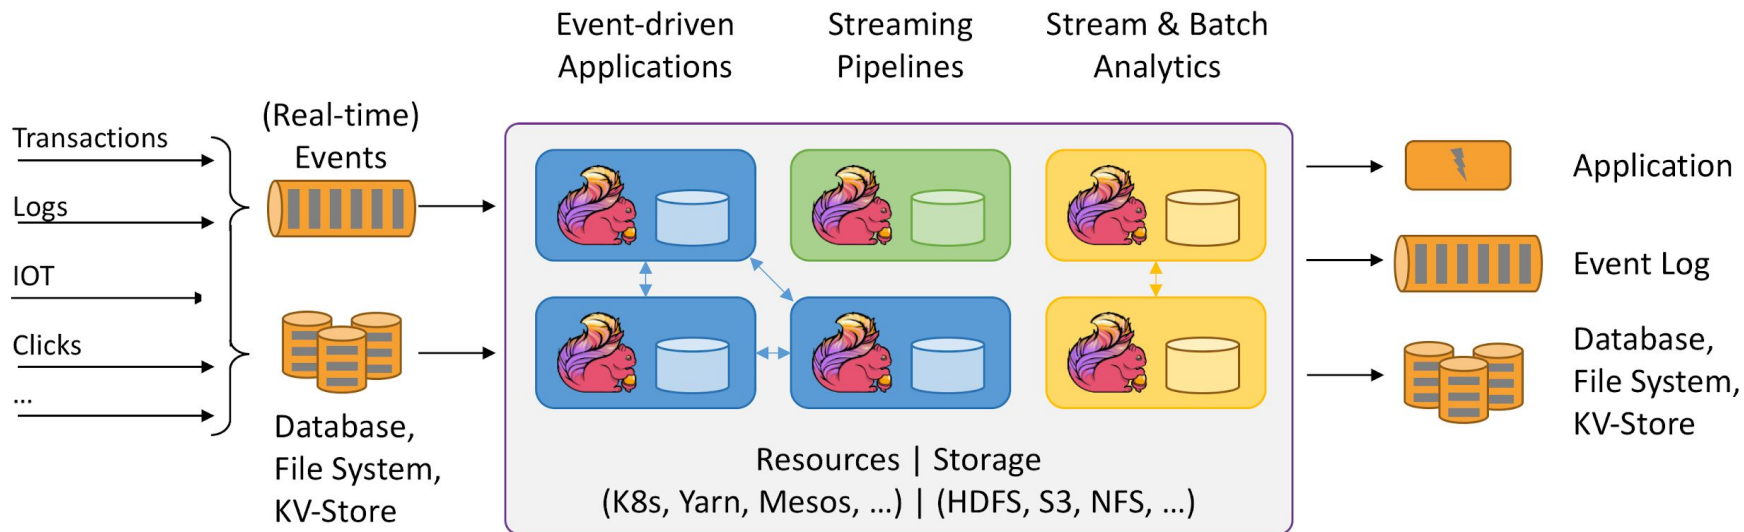 Event-driven
Applications
Streaming
Pipelines
Stream & Batch
Analytics
Transactions
Logs
IOT
Clicks
...
(Real-time)
Events
Database,
File System,
KV-Store
Resources | Storage
(K8s, Yarn, Mesos, ...) | (HDFS, S3, NFS, ...)
Application
Event Log
Database,
File System,
KV-Store